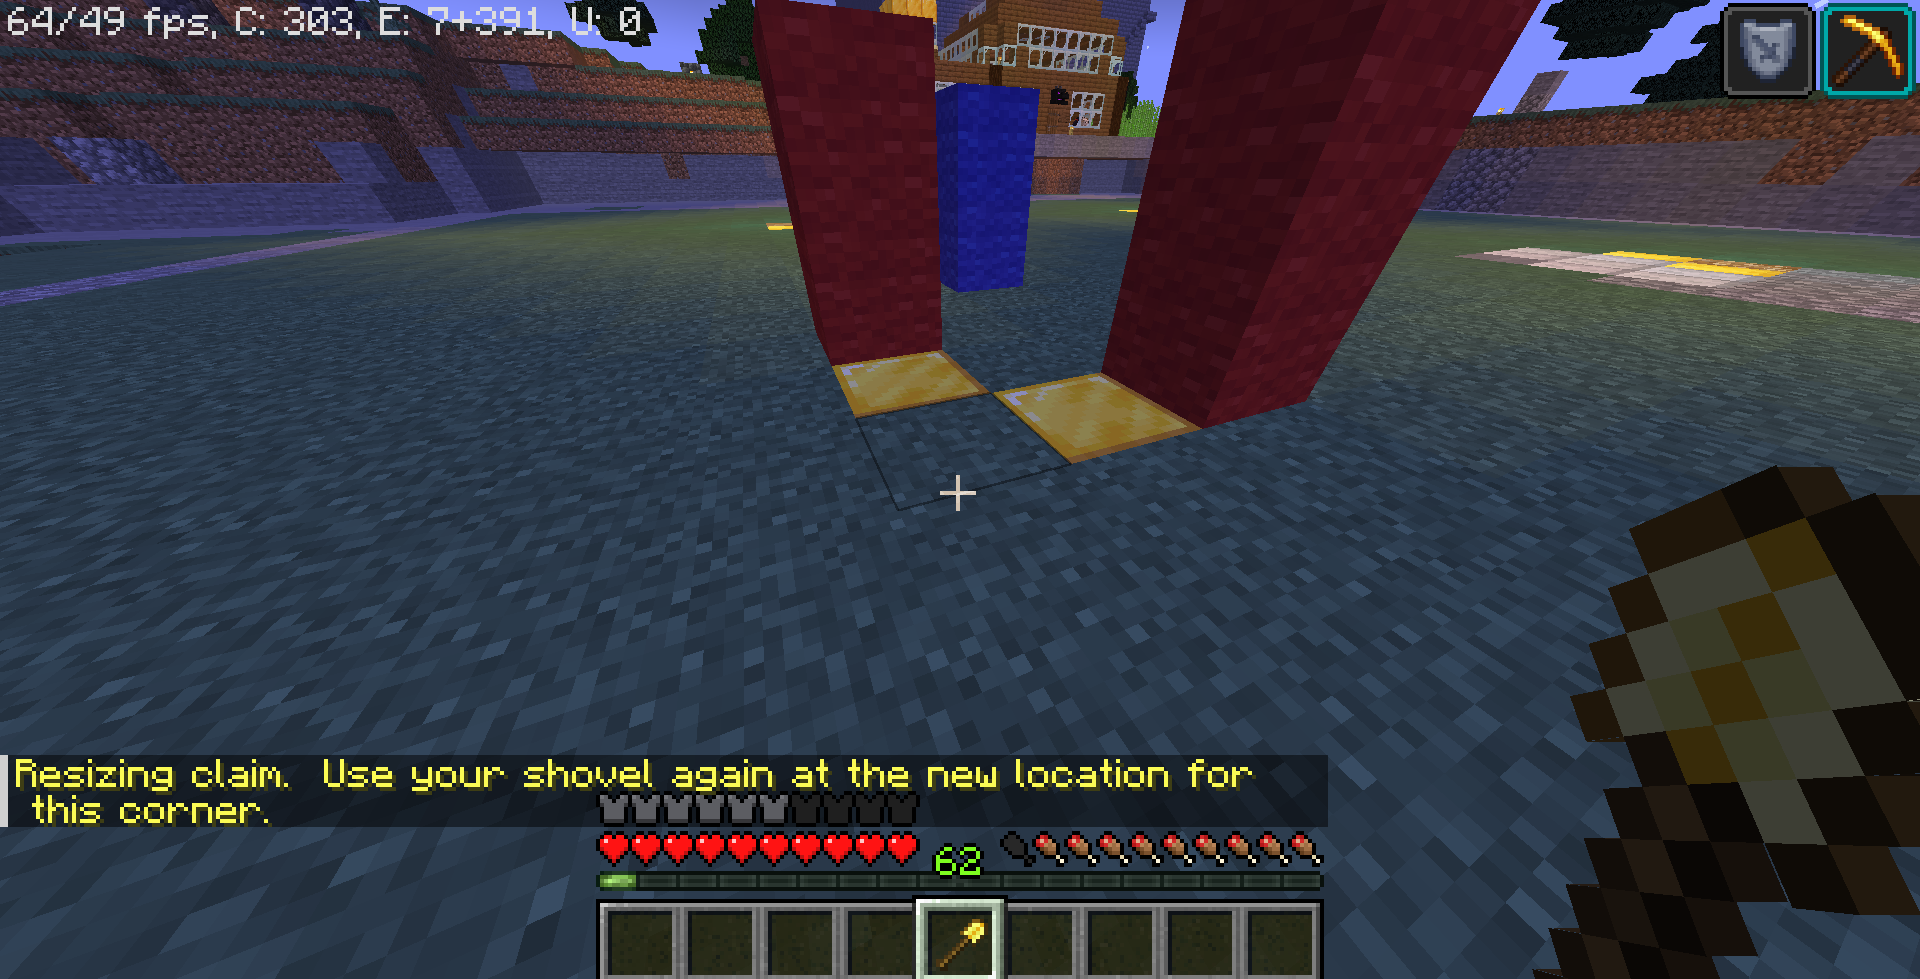 64/49 fps, C: 303, E: 7+391, U: 0
Resizing claim.  Use your shovel again at the new location for
this corner.
62